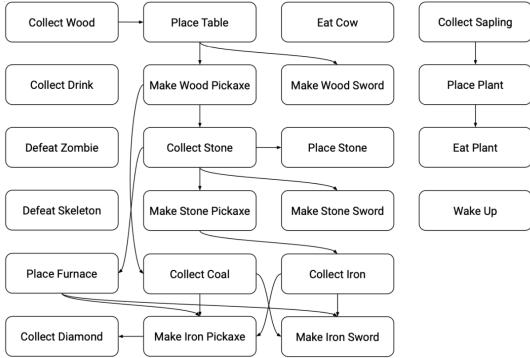 Collect Wood
Place Table
Eat Cow
Collect Sapling
Collect Drink
Make Wood Pickaxe
Make Wood Sword
Place Plant
Defeat Zombie
Collect Stone
Place Stone
Eat Plant
Defeat Skeleton
Make Stone Pickaxe
Make Stone Sword
Wake Up
Place Furnace
Collect Coal
Collect Iron
Collect Diamond
Make Iron Pickaxe
Make Iron Sword